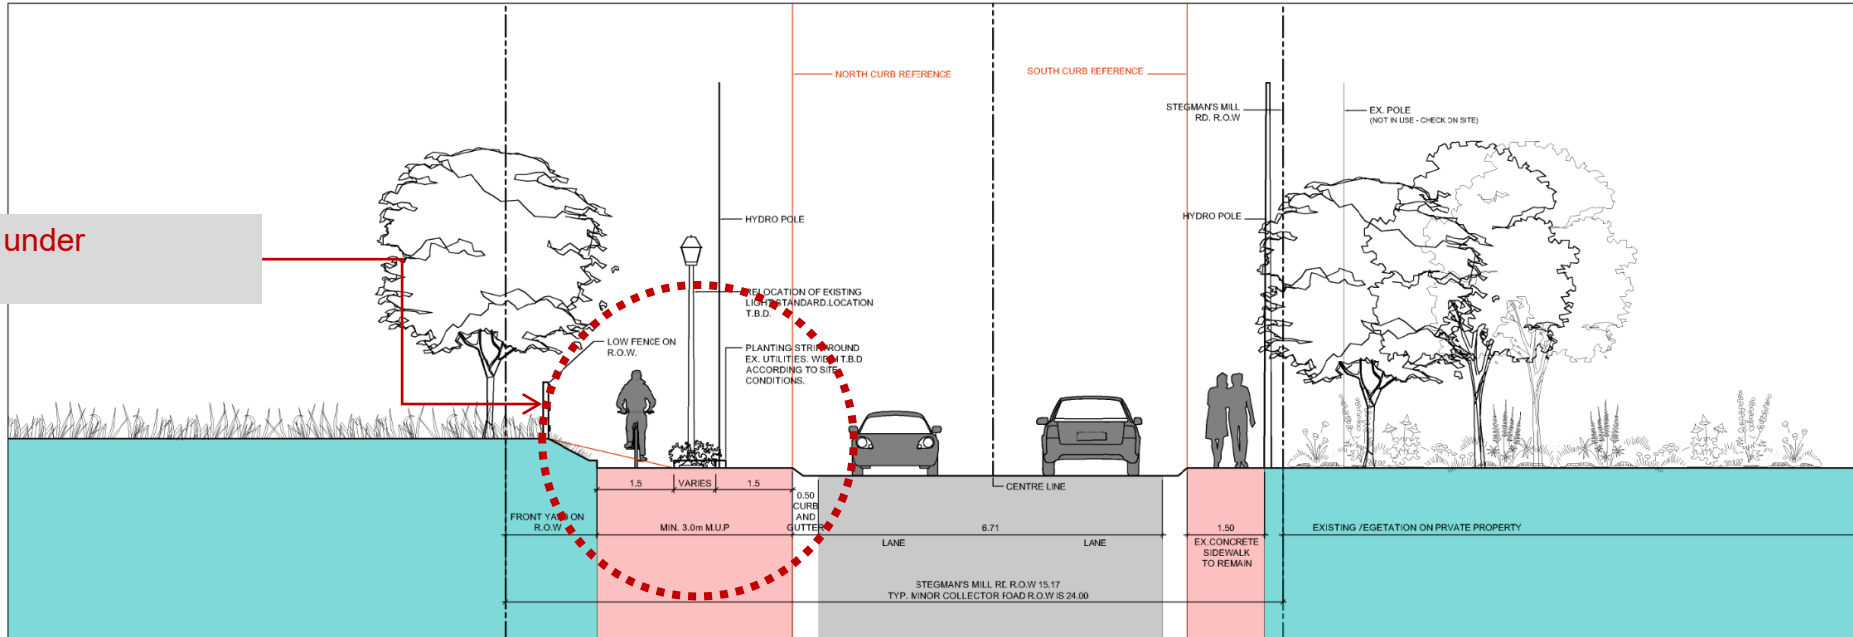 NORTH CURB REFERENCE
SOUTH CURB REFERENCE
STEGMAN'S MILL
RD. R.O.W
EX. POLE
(NOT IN USE - CHECK ON SITE)
under
HYDRO POLE
HYDRO POLE
RELOCATION OF EXISTING
LIGHT STANDARD.LOCATION
T.B.D.
LOW FENCE ON
R.O.W.
PLANTING STRIP ROUND
EX. UTILITIES. WIDTH T.B.D
ACCORDING TO SITE
CONDITIONS.
1.5
VARIES
1.5
CENTRE LINE
0.50
CURB
AND
GUTTER
FRONT YARD ON
R.O.W
MIN. 3.0m M.U.P
6.71
1.50
EXISTING VEGETATION ON PRIVATE PROPERTY
LANE
LANE
EX.CONCRETE
SIDEWALK
TO REMAIN
STEGMAN'S MILL RD. R.O.W 15.17
TYP. MINOR COLLECTOR ROAD R.O.W IS 24.00